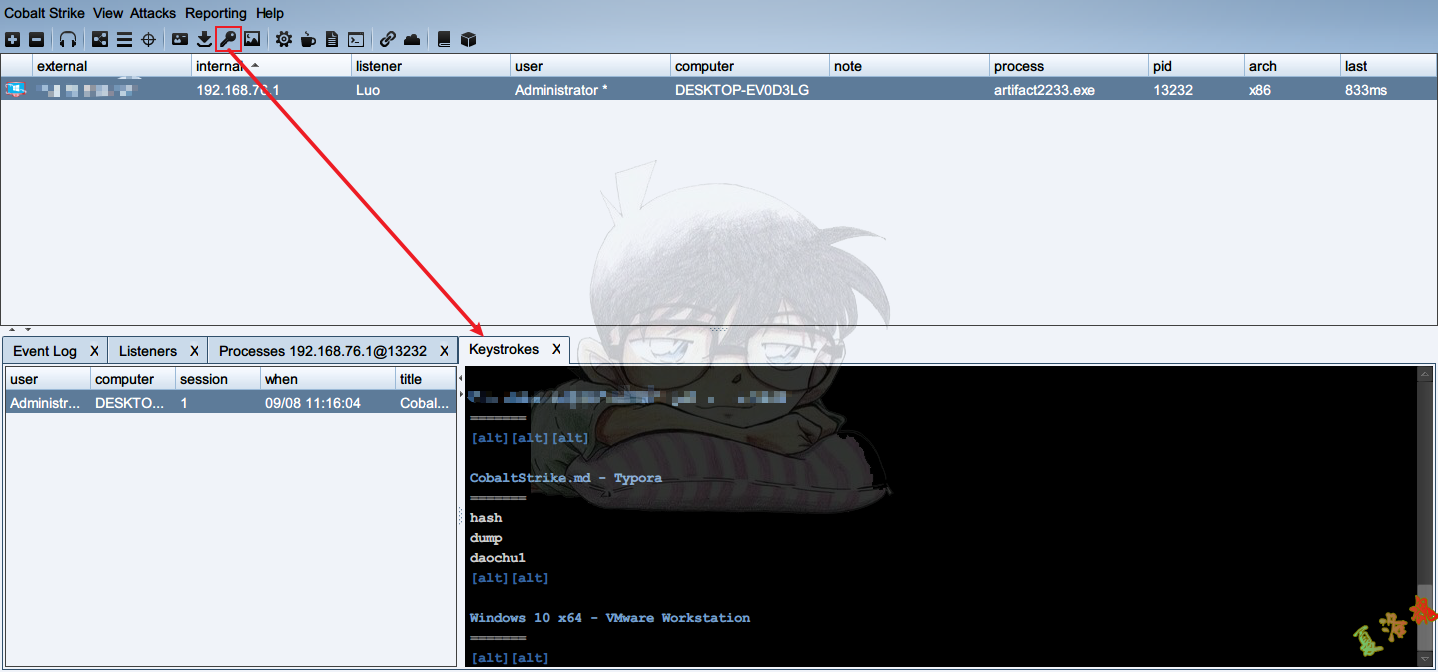 Cobalt Strike View Attacks Reporting Help
external internal listener user computer note process pid arch last
192.168.76.1 Luo Administrator * DESKTOP-EV0D3LG artifact2233.exe 13232 x86 833ms
Event Log X Listeners X Processes 192.168.76.1@13232 X Keystrokes X
user computer session when title
Administr... DESKTO... 1 09/08 11:16:04 Cobal...
=======
[alt][alt][alt]
CobaltStrike.md - Typora
=======
hash
dump
daochu1
[alt][alt]
Windows 10 x64 - VMware Workstation
=======
[alt][alt]